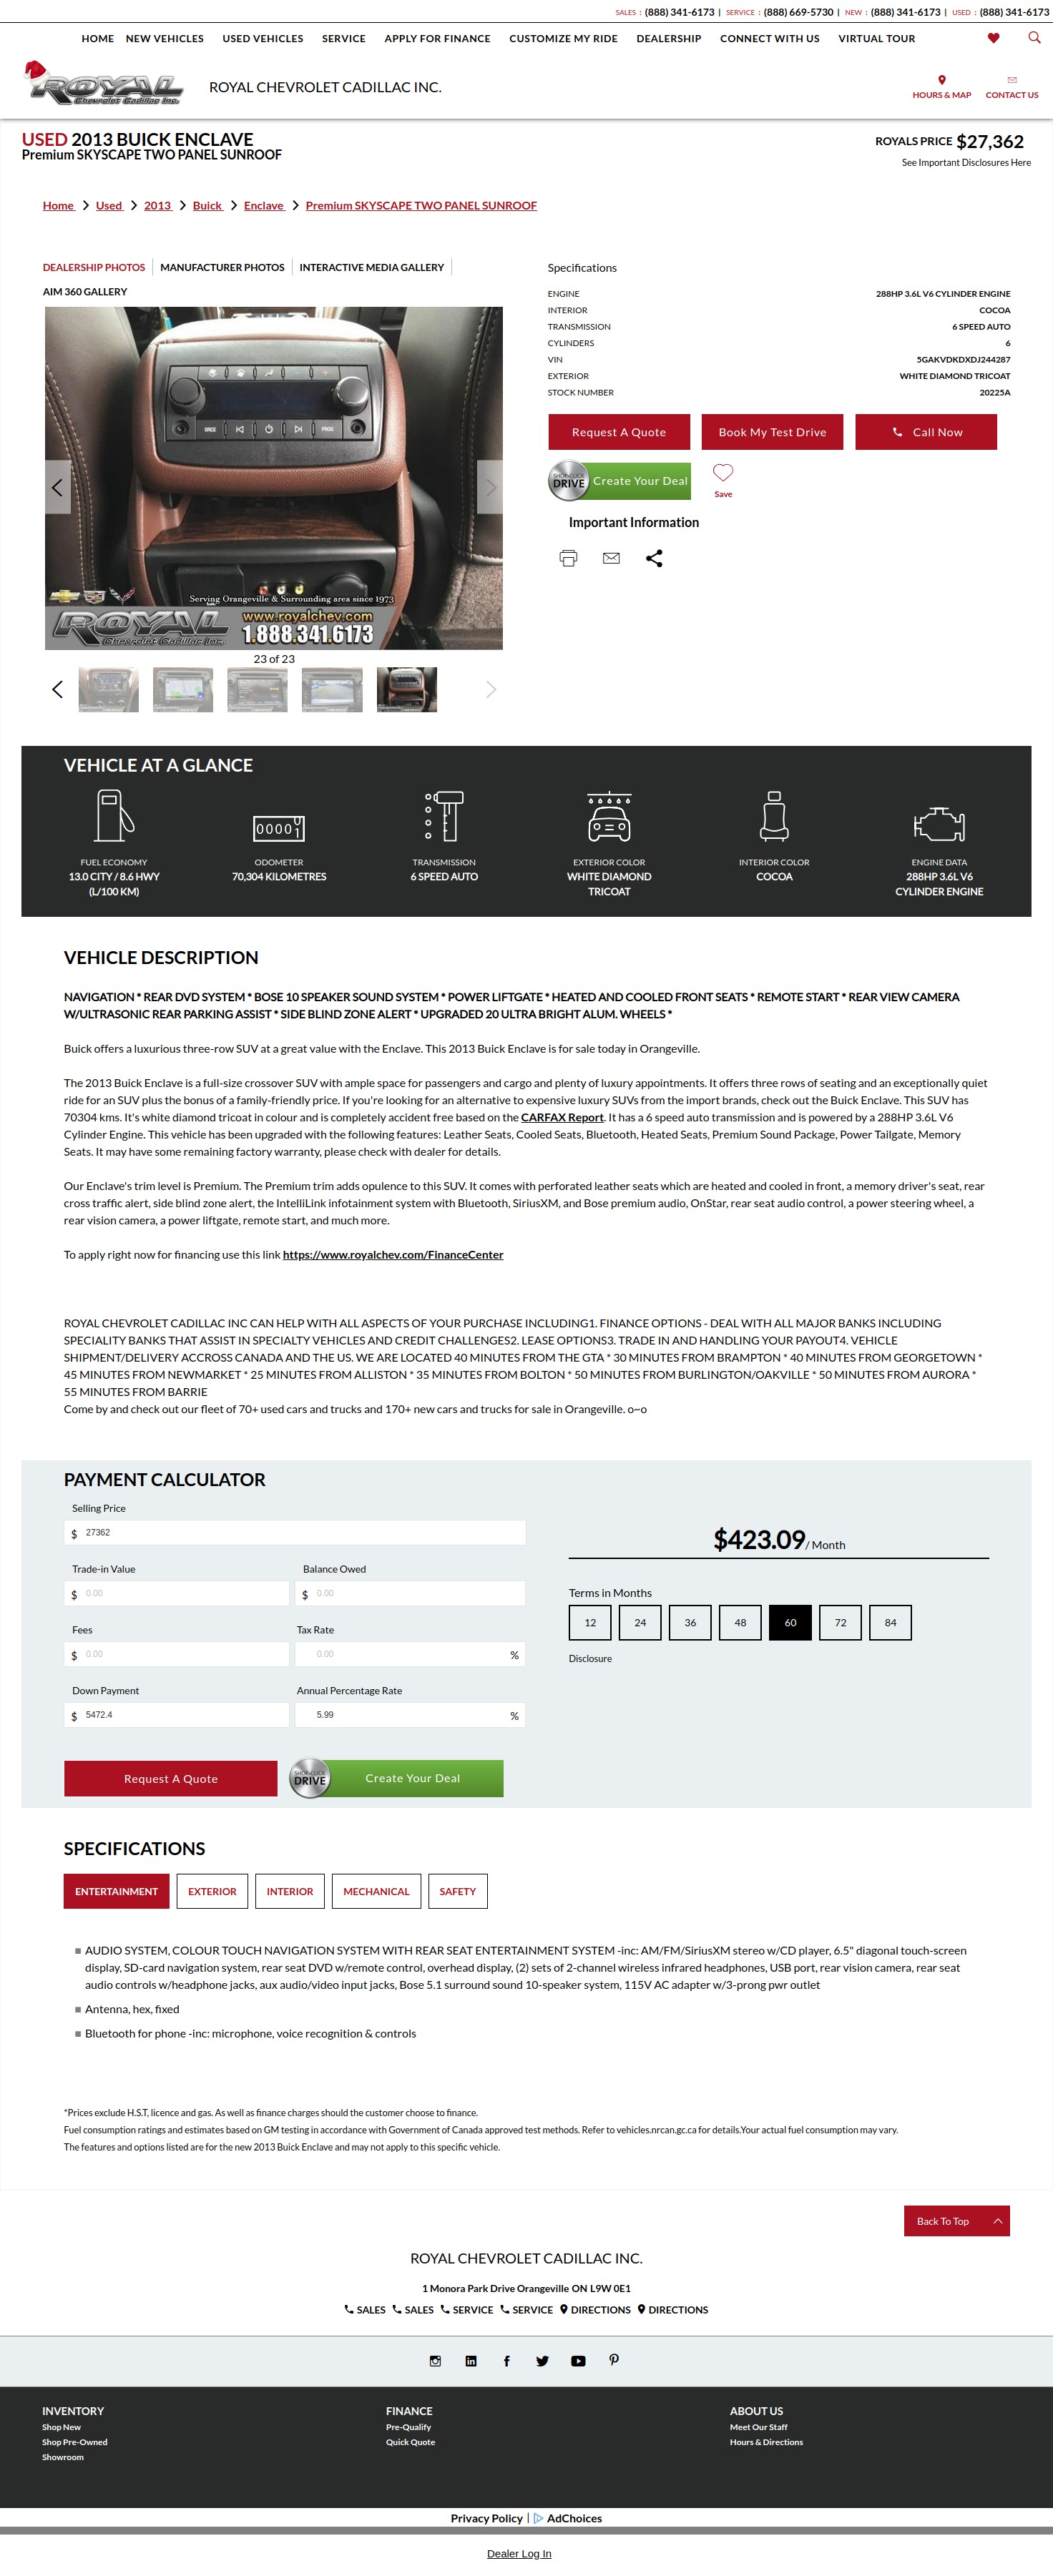 SALES : (888) 341-6173 | SERVICE : (888) 669-5730 | NEW : (888) 341-6173 | USED : (888) 341-6173
HOME NEW VEHICLES USED VEHICLES SERVICE APPLY FOR FINANCE CUSTOMIZE MY RIDE DEALERSHIP CONNECT WITH US VIRTUAL TOUR
ROYAL
Chevrolet Cadillac Inc.
ROYAL CHEVROLET CADILLAC INC.
HOURS & MAP CONTACT US
USED 2013 BUICK ENCLAVE
Premium SKYSCAPE TWO PANEL SUNROOF
ROYALS PRICE $27,362
See Important Disclosures Here
Home Used 2013 Buick Enclave Premium SKYSCAPE TWO PANEL SUNROOF
DEALERSHIP PHOTOS MANUFACTURER PHOTOS INTERACTIVE MEDIA GALLERY
AIM 360 GALLERY
SRCE PROG
Serving Orangeville & Surrounding area since 1973
ROYAL
Chevrolet Cadillac Inc.
www.royalchev.com
1.888.341.6173
23 of 23
Specifications
ENGINE 288HP 3.6L V6 CYLINDER ENGINE
INTERIOR COCOA
TRANSMISSION 6 SPEED AUTO
CYLINDERS 6
VIN 5GAKVDKDXDJ244287
EXTERIOR WHITE DIAMOND TRICOAT
STOCK NUMBER 20225A
Request A Quote Book My Test Drive Call Now
SHOP-CLICK
DRIVE
Create Your Deal
Save
Important Information
VEHICLE AT A GLANCE
00001
FUEL ECONOMY
13.0 CITY / 8.6 HWY
(L/100 KM)
ODOMETER
70,304 KILOMETRES
TRANSMISSION
6 SPEED AUTO
EXTERIOR COLOR
WHITE DIAMOND
TRICOAT
INTERIOR COLOR
COCOA
ENGINE DATA
288HP 3.6L V6
CYLINDER ENGINE
VEHICLE DESCRIPTION
NAVIGATION * REAR DVD SYSTEM * BOSE 10 SPEAKER SOUND SYSTEM * POWER LIFTGATE * HEATED AND COOLED FRONT SEATS * REMOTE START * REAR VIEW CAMERA
W/ULTRASONIC REAR PARKING ASSIST * SIDE BLIND ZONE ALERT * UPGRADED 20 ULTRA BRIGHT ALUM. WHEELS *
Buick offers a luxurious three-row SUV at a great value with the Enclave. This 2013 Buick Enclave is for sale today in Orangeville.
The 2013 Buick Enclave is a full-size crossover SUV with ample space for passengers and cargo and plenty of luxury appointments. It offers three rows of seating and an exceptionally quiet
ride for an SUV plus the bonus of a family-friendly price. If you're looking for an alternative to expensive luxury SUVs from the import brands, check out the Buick Enclave. This SUV has
70304 kms. It's white diamond tricoat in colour and is completely accident free based on the CARFAX Report. It has a 6 speed auto transmission and is powered by a 288HP 3.6L V6
Cylinder Engine. This vehicle has been upgraded with the following features: Leather Seats, Cooled Seats, Bluetooth, Heated Seats, Premium Sound Package, Power Tailgate, Memory
Seats. It may have some remaining factory warranty, please check with dealer for details.
Our Enclave's trim level is Premium. The Premium trim adds opulence to this SUV. It comes with perforated leather seats which are heated and cooled in front, a memory driver's seat, rear
cross traffic alert, side blind zone alert, the IntelliLink infotainment system with Bluetooth, SiriusXM, and Bose premium audio, OnStar, rear seat audio control, a power steering wheel, a
rear vision camera, a power liftgate, remote start, and much more.
To apply right now for financing use this link https://www.royalchev.com/FinanceCenter
ROYAL CHEVROLET CADILLAC INC CAN HELP WITH ALL ASPECTS OF YOUR PURCHASE INCLUDING1. FINANCE OPTIONS - DEAL WITH ALL MAJOR BANKS INCLUDING
SPECIALITY BANKS THAT ASSIST IN SPECIALTY VEHICLES AND CREDIT CHALLENGES2. LEASE OPTIONS3. TRADE IN AND HANDLING YOUR PAYOUT4. VEHICLE
SHIPMENT/DELIVERY ACCROSS CANADA AND THE US. WE ARE LOCATED 40 MINUTES FROM THE GTA * 30 MINUTES FROM BRAMPTON * 40 MINUTES FROM GEORGETOWN *
45 MINUTES FROM NEWMARKET * 25 MINUTES FROM ALLISTON * 35 MINUTES FROM BOLTON * 50 MINUTES FROM BURLINGTON/OAKVILLE * 50 MINUTES FROM AURORA *
55 MINUTES FROM BARRIE
Come by and check out our fleet of 70+ used cars and trucks and 170+ new cars and trucks for sale in Orangeville. o~o
PAYMENT CALCULATOR
Selling Price
$ 27362
Trade-in Value Balance Owed
$ 0.00 $ 0.00
Fees Tax Rate
$ 0.00 0.00 %
Down Payment Annual Percentage Rate
$ 5472.4 5.99 %
Request A Quote
SHOP-CLICK
DRIVE
Create Your Deal
$423.09 / Month
Terms in Months
12 24 36 48 60 72 84
Disclosure
SPECIFICATIONS
ENTERTAINMENT EXTERIOR INTERIOR MECHANICAL SAFETY
AUDIO SYSTEM, COLOUR TOUCH NAVIGATION SYSTEM WITH REAR SEAT ENTERTAINMENT SYSTEM -inc: AM/FM/SiriusXM stereo w/CD player, 6.5" diagonal touch-screen
display, SD-card navigation system, rear seat DVD w/remote control, overhead display, (2) sets of 2-channel wireless infrared headphones, USB port, rear vision camera, rear seat
audio controls w/headphone jacks, aux audio/video input jacks, Bose 5.1 surround sound 10-speaker system, 115V AC adapter w/3-prong pwr outlet
Antenna, hex, fixed
Bluetooth for phone -inc: microphone, voice recognition & controls
*Prices exclude H.S.T, licence and gas. As well as finance charges should the customer choose to finance.
Fuel consumption ratings and estimates based on GM testing in accordance with Government of Canada approved test methods. Refer to vehicles.nrcan.gc.ca for details.Your actual fuel consumption may vary.
The features and options listed are for the new 2013 Buick Enclave and may not apply to this specific vehicle.
Back To Top
ROYAL CHEVROLET CADILLAC INC.
1 Monora Park Drive Orangeville ON L9W 0E1
SALES SALES SERVICE SERVICE DIRECTIONS DIRECTIONS
INVENTORY
Shop New
Shop Pre-Owned
Showroom
FINANCE
Pre-Qualify
Quick Quote
ABOUT US
Meet Our Staff
Hours & Directions
Privacy Policy | AdChoices
Dealer Log In